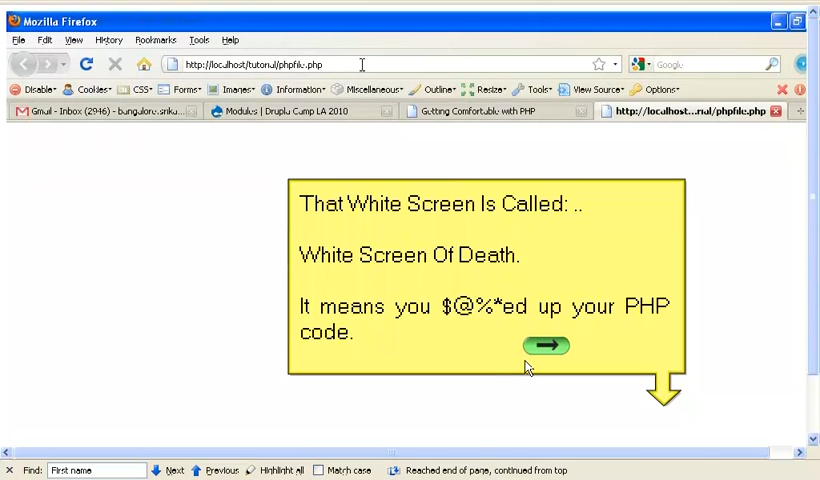 Mozilla Firefox
File Edit View History Bookmarks Tools Help
http://localhost/tutorial/phpfile.php Google
Disable Cookies CSS Forms Images Information Miscellaneous Outline Resize Tools View Source Options
Gmail - Inbox (2946) - bangalore.srika... Modules | Drupla Camp LA 2010 Getting Comfortable with PHP http://localhost...rial/phpfile.php
That White Screen Is Called: ..
White Screen Of Death.
It means you $@%*ed up your PHP
code.
Find: First name Next Previous Highlight all Match case Reached end of page, continued from top